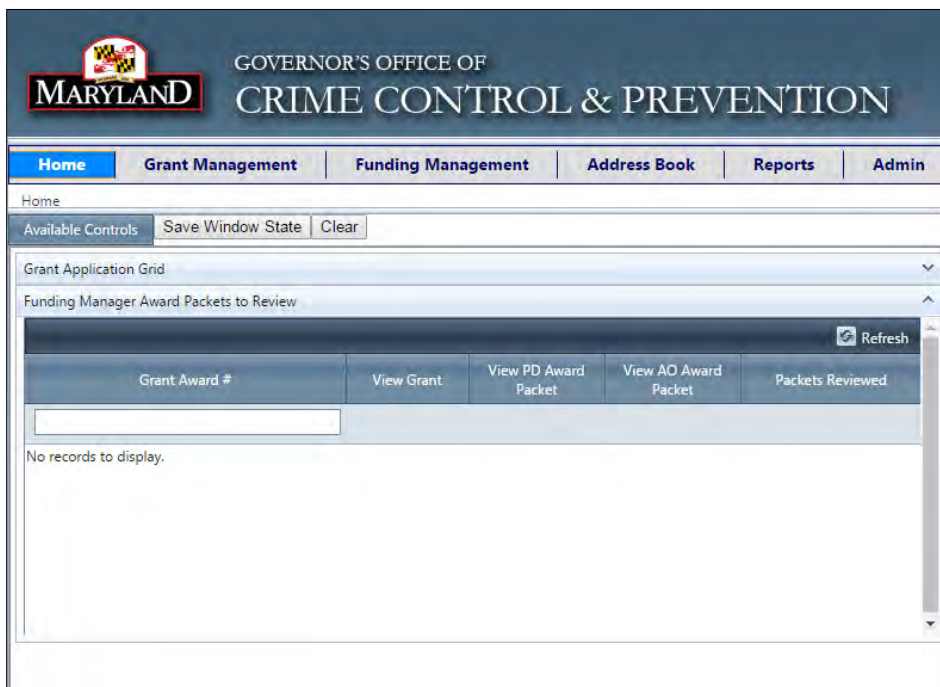 MARYLAND
GOVERNOR'S OFFICE OF
CRIME CONTROL & PREVENTION
Home Grant Management Funding Management Address Book Reports Admin
Home
Available Controls Save Window State Clear
Grant Application Grid
Funding Manager Award Packets to Review
Refresh
Grant Award # View Grant View PD Award Packet View AO Award Packet Packets Reviewed
No records to display.